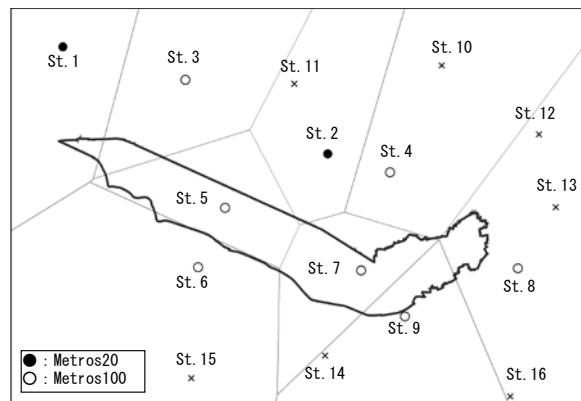 St. 1
St. 3
St. 10
St. 11
St. 12
St. 2
St. 4
St. 13
St. 5
St. 6
St. 7
St. 8
St. 9
St. 14
St. 15
St. 16
● : Metros20
○ : Metros100